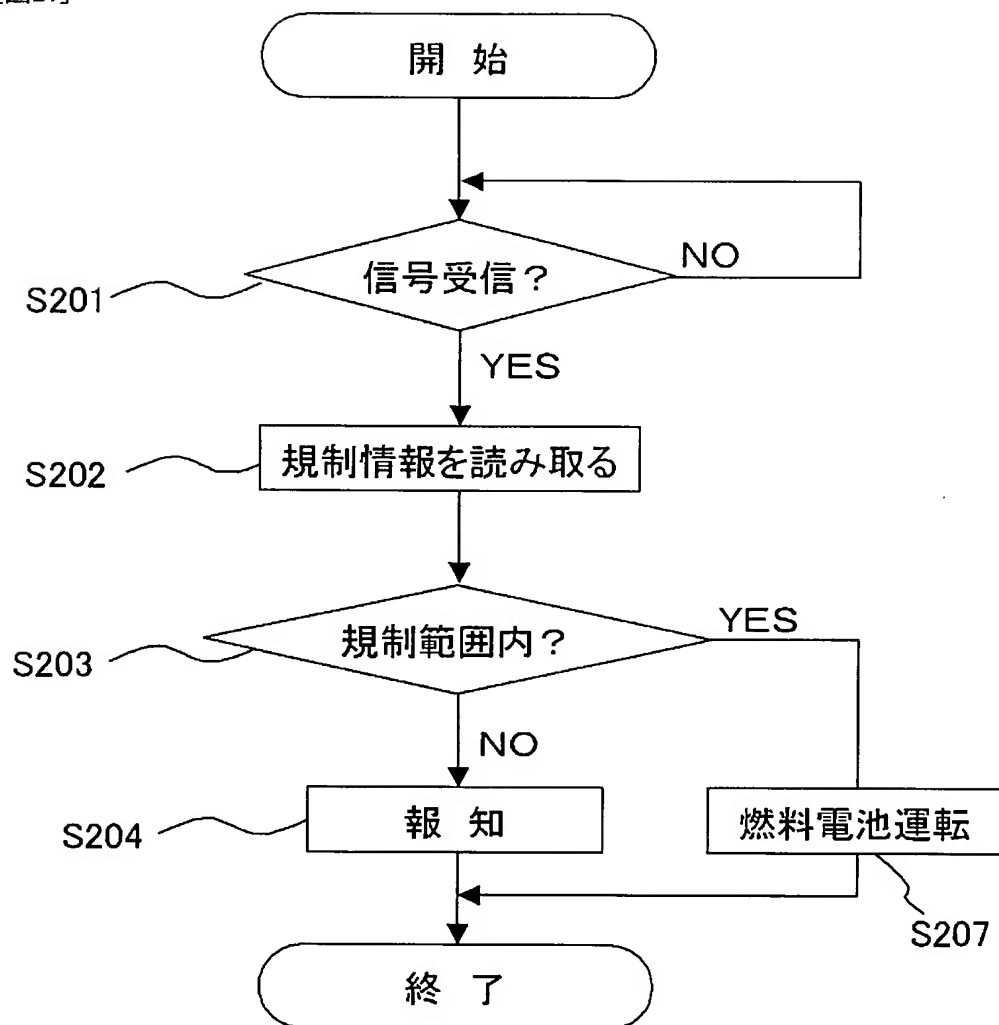 開 始
信号受信？
NO
S201
YES
規制情報を読み取る
S202
規制範囲内？
YES
S203
NO
報 知
燃料電池運転
S204
S207
終 了